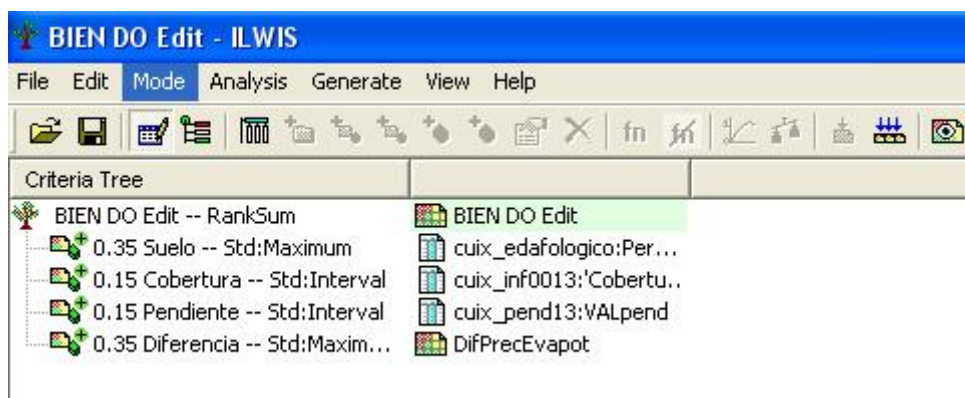 BIEN DO Edit - ILWIS
File Edit Mode Analysis Generate View Help
fn fn
Criteria Tree
BIEN DO Edit -- RankSum BIEN DO Edit
0.35 Suelo -- Std:Maximum cuix_edafologico:Per...
0.15 Cobertura -- Std:Interval cuix_inf0013:'Cobertu..
0.15 Pendiente -- Std:Interval cuix_pend13:VALpend
0.35 Diferencia -- Std:Maxim... DifPrecEvapot